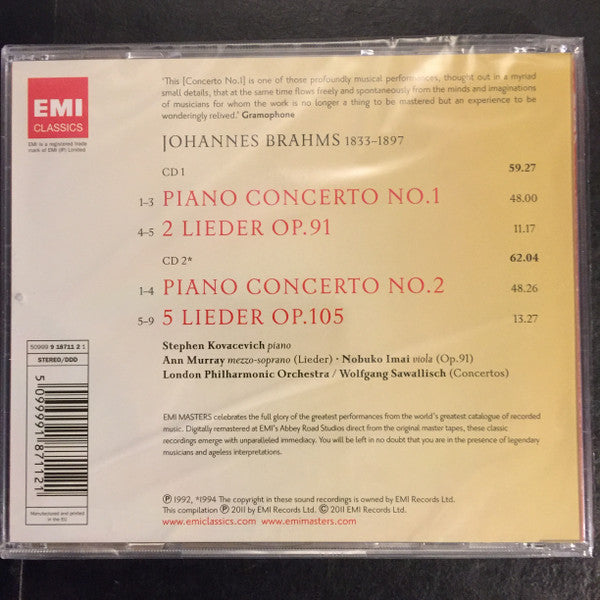 'This [Concerto No.1] is one of those profoundly musical performances, thought out in a myriad
small details, that at the same time flows freely and spontaneously from the minds and imaginations
of musicians for whom the work is no longer a thing to be mastered but an experience to be
wonderingly relived.' Gramophone
EMI
CLASSICS
EMI is a registered trade
mark of EMI (IP) Limited
JOHANNES BRAHMS 1833–1897
CD 1 59.27
1–3 PIANO CONCERTO NO.1 48.00
4–5 2 LIEDER OP.91 11.17
CD 2* 62.04
1–4 PIANO CONCERTO NO.2 48.26
5–9 5 LIEDER OP.105 13.27
Stephen Kovacevich piano
Ann Murray mezzo-soprano (Lieder) · Nobuko Imai viola (Op.91)
London Philharmonic Orchestra / Wolfgang Sawallisch (Concertos)
50999 9 18711 2 1
STEREO/DDD
5 099991 871121
Manufactured and printed
in the EU
EMI MASTERS celebrates the full glory of the greatest performances from the world's greatest catalogue of recorded
music. Digitally remastered at EMI's Abbey Road Studios direct from the original master tapes, these classic
recordings emerge with unparalleled immediacy. You will be left in no doubt that you are in the presence of legendary
musicians and ageless interpretations.
℗ 1992, *1994 The copyright in these sound recordings is owned by EMI Records Ltd.
This compilation ℗ 2011 by EMI Records Ltd. © 2011 EMI Records Ltd.
www.emiclassics.com www.emimasters.com